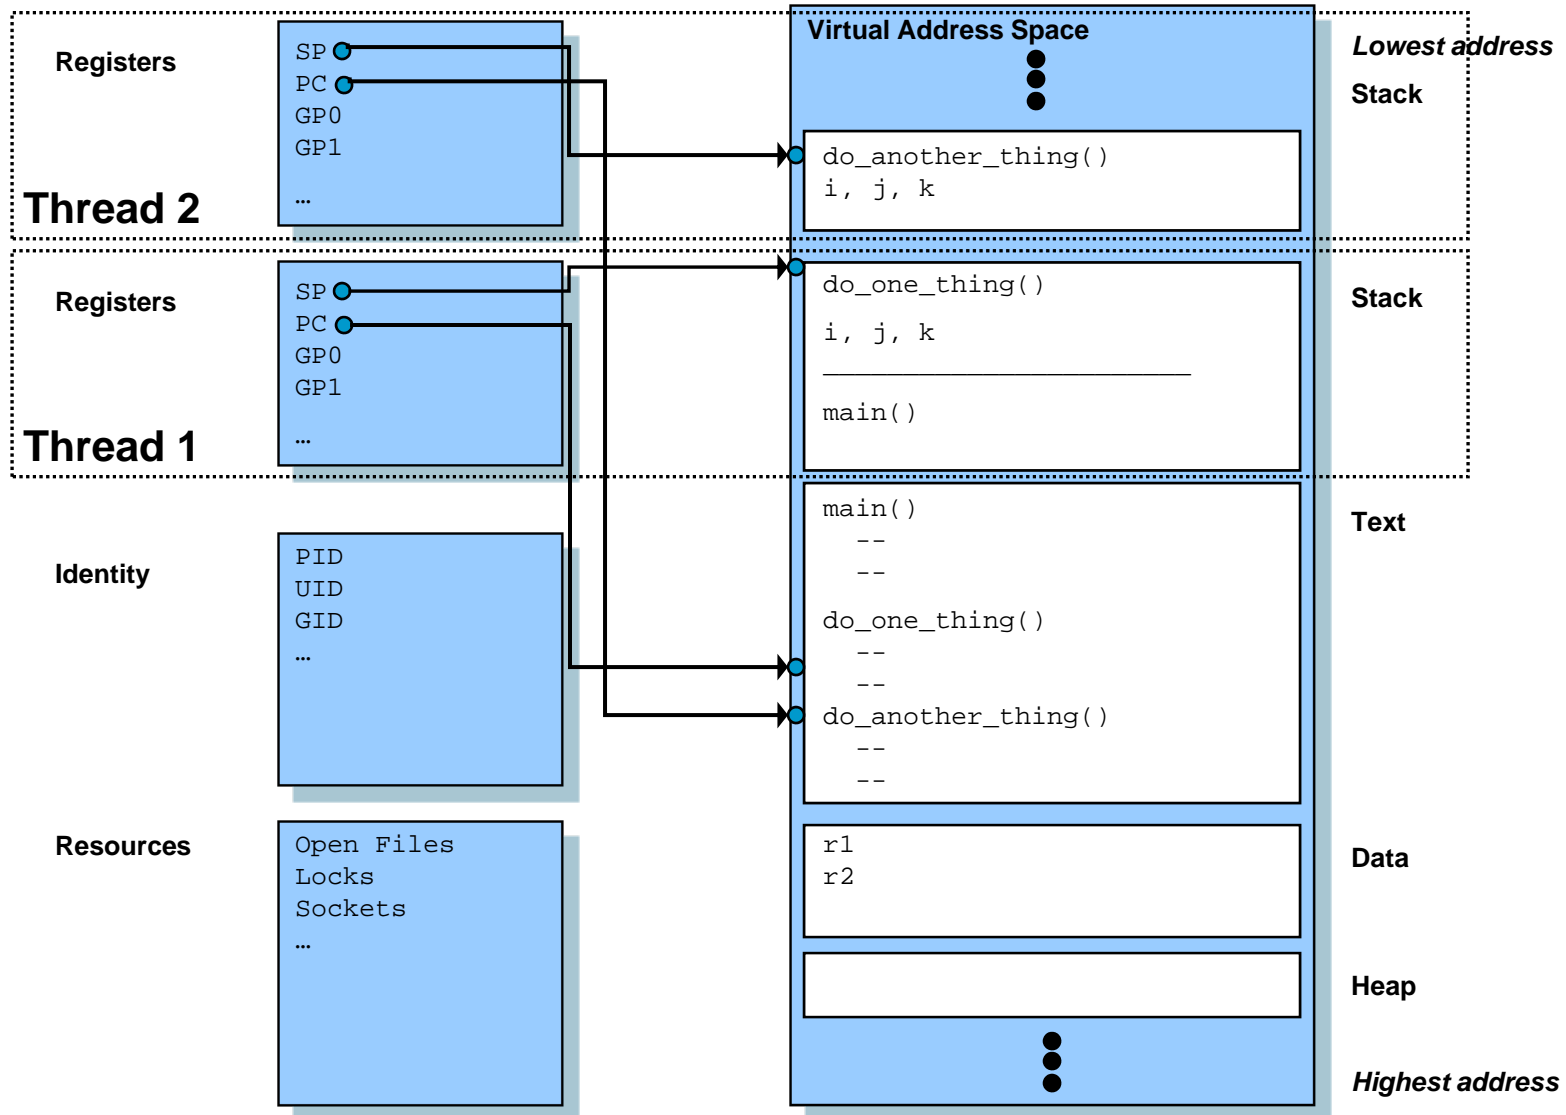 Registers
Thread 2
SP
PC
GP0
GP1
…
Registers
Thread 1
SP
PC
GP0
GP1
…
Identity
PID
UID
GID
…
Resources
Open Files
Locks
Sockets
…
Virtual Address Space
do_another_thing()
i, j, k
do_one_thing()
i, j, k
main()
main()
--
--
do_one_thing()
--
--
do_another_thing()
--
--
r1
r2
Lowest address
Stack
Stack
Text
Data
Heap
Highest address